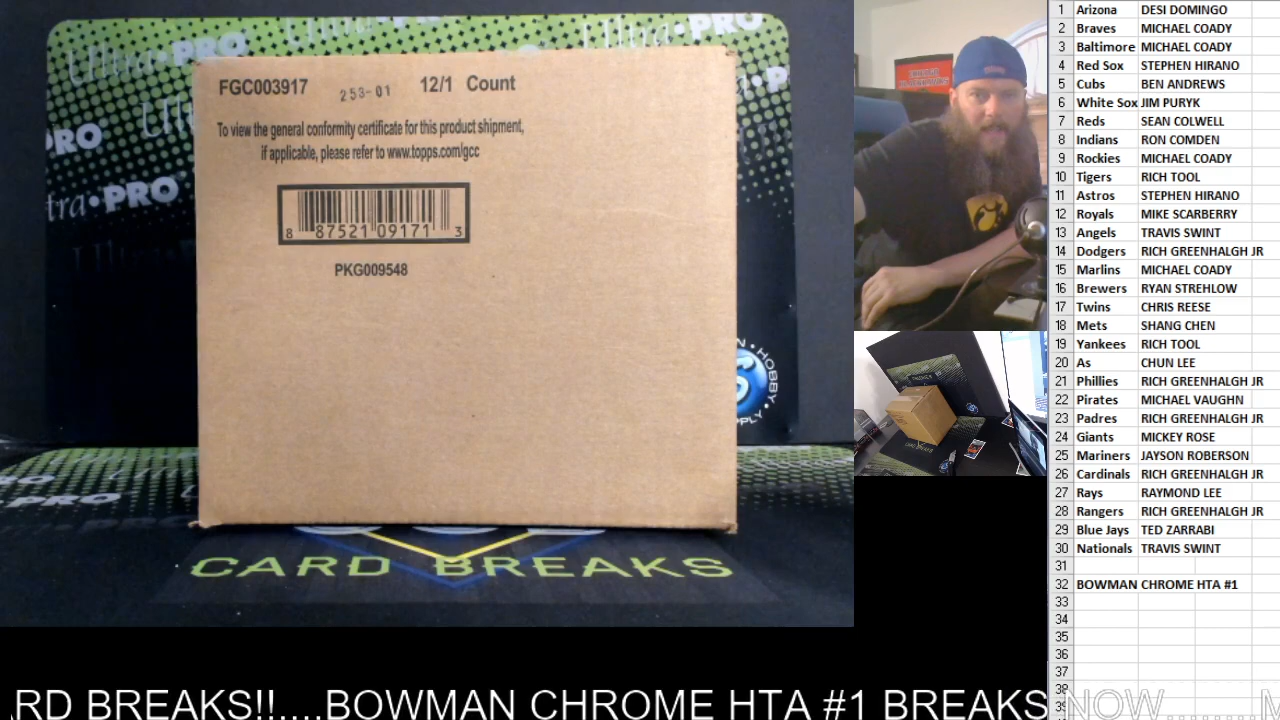 Ultra•PRO
PRO
tra•PRO
FGC003917 253-01 12/1 Count
To view the general conformity certificate for this product shipment,
if applicable, please refer to www.topps.com/gcc
8 87521 09171 3
PKG009548
CARD BREAKS
1 Arizona DESI DOMINGO
2 Braves MICHAEL COADY
3 Baltimore MICHAEL COADY
4 Red Sox STEPHEN HIRANO
5 Cubs BEN ANDREWS
6 White Sox JIM PURYK
7 Reds SEAN COLWELL
8 Indians RON COMDEN
9 Rockies MICHAEL COADY
10 Tigers RICH TOOL
11 Astros STEPHEN HIRANO
12 Royals MIKE SCARBERRY
13 Angels TRAVIS SWINT
14 Dodgers RICH GREENHALGH JR
15 Marlins MICHAEL COADY
16 Brewers RYAN STREHLOW
17 Twins CHRIS REESE
18 Mets SHANG CHEN
19 Yankees RICH TOOL
20 As CHUN LEE
21 Phillies RICH GREENHALGH JR
22 Pirates MICHAEL VAUGHN
23 Padres RICH GREENHALGH JR
24 Giants MICKEY ROSE
25 Mariners JAYSON ROBERSON
26 Cardinals RICH GREENHALGH JR
27 Rays RAYMOND LEE
28 Rangers RICH GREENHALGH JR
29 Blue Jays TED ZARRABI
30 Nationals TRAVIS SWINT
31
32 BOWMAN CHROME HTA #1
33
34
35
36
37
38
39
RD BREAKS!!....BOWMAN CHROME HTA #1 BREAKS NOW.........M